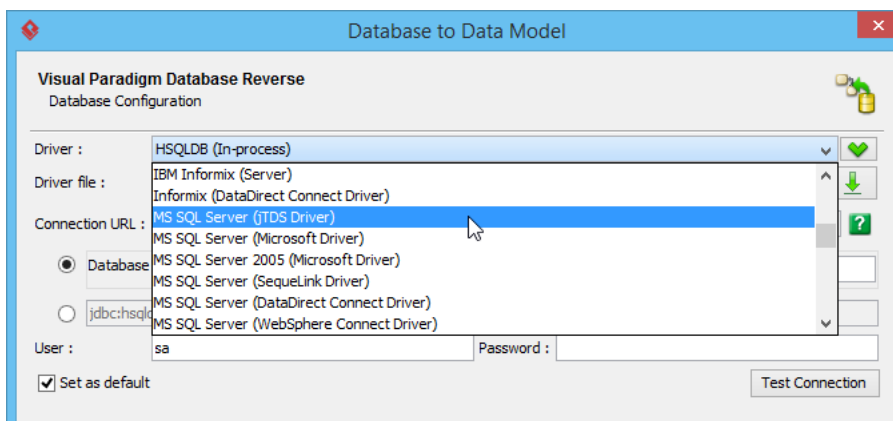 Database to Data Model
Visual Paradigm Database Reverse
Database Configuration
Driver : HSQLDB (In-process)
IBM Informix (Server)
Driver file :
Informix (DataDirect Connect Driver)
MS SQL Server (jTDS Driver)
Connection URL : ?
MS SQL Server (Microsoft Driver)
Database MS SQL Server 2005 (Microsoft Driver)
MS SQL Server (SequeLink Driver)
MS SQL Server (DataDirect Connect Driver)
MS SQL Server (WebSphere Connect Driver)
User : sa Password :
Set as default Test Connection